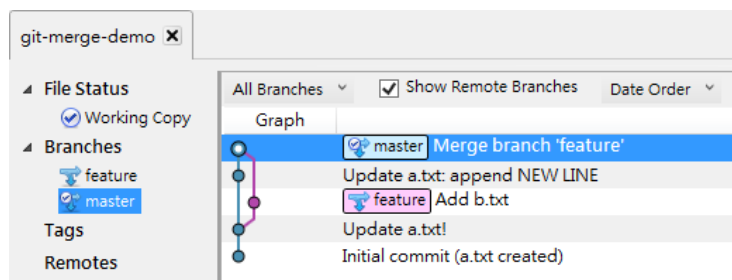 git-merge-demo
File Status
Working Copy
Branches
feature
master
Tags
Remotes
All Branches Show Remote Branches Date Order
Graph
master Merge branch 'feature'
Update a.txt: append NEW LINE
feature Add b.txt
Update a.txt!
Initial commit (a.txt created)